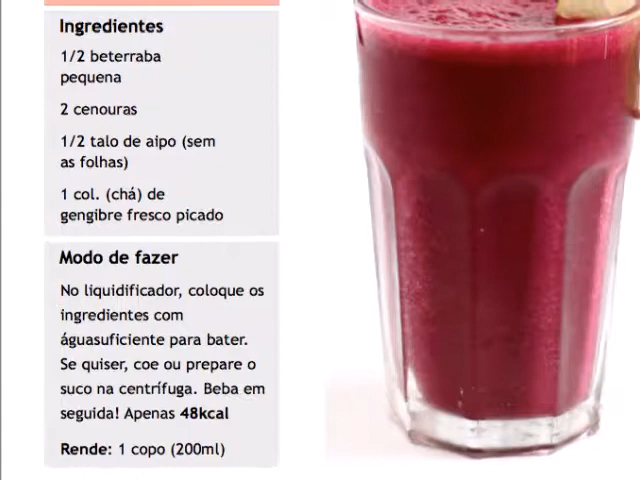 Ingredientes
1/2 beterraba
pequena
2 cenouras
1/2 talo de aipo (sem
as folhas)
1 col. (chá) de
gengibre fresco picado
Modo de fazer
No liquidificador, coloque os
ingredientes com
águasuficiente para bater.
Se quiser, coe ou prepare o
suco na centrífuga. Beba em
seguida! Apenas 48kcal
Rende: 1 copo (200ml)